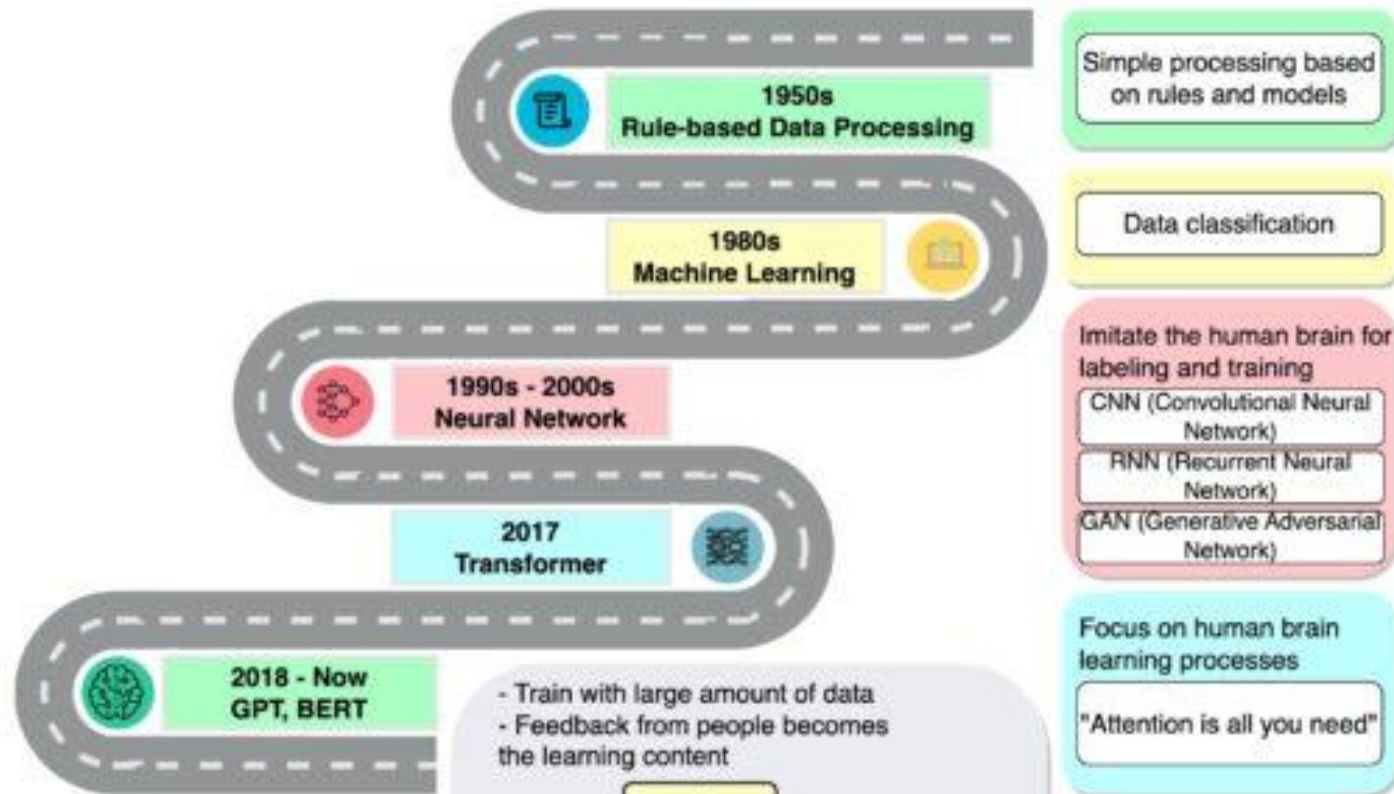 1950s
Rule-based Data Processing
Simple processing based
on rules and models
1980s
Machine Learning
Data classification
1990s - 2000s
Neural Network
Imitate the human brain for
labeling and training
CNN (Convolutional Neural
Network)
RNN (Recurrent Neural
Network)
GAN (Generative Adversarial
Network)
2017
Transformer
Focus on human brain
learning processes
"Attention is all you need"
2018 - Now
GPT, BERT
- Train with large amount of data
- Feedback from people becomes
the learning content